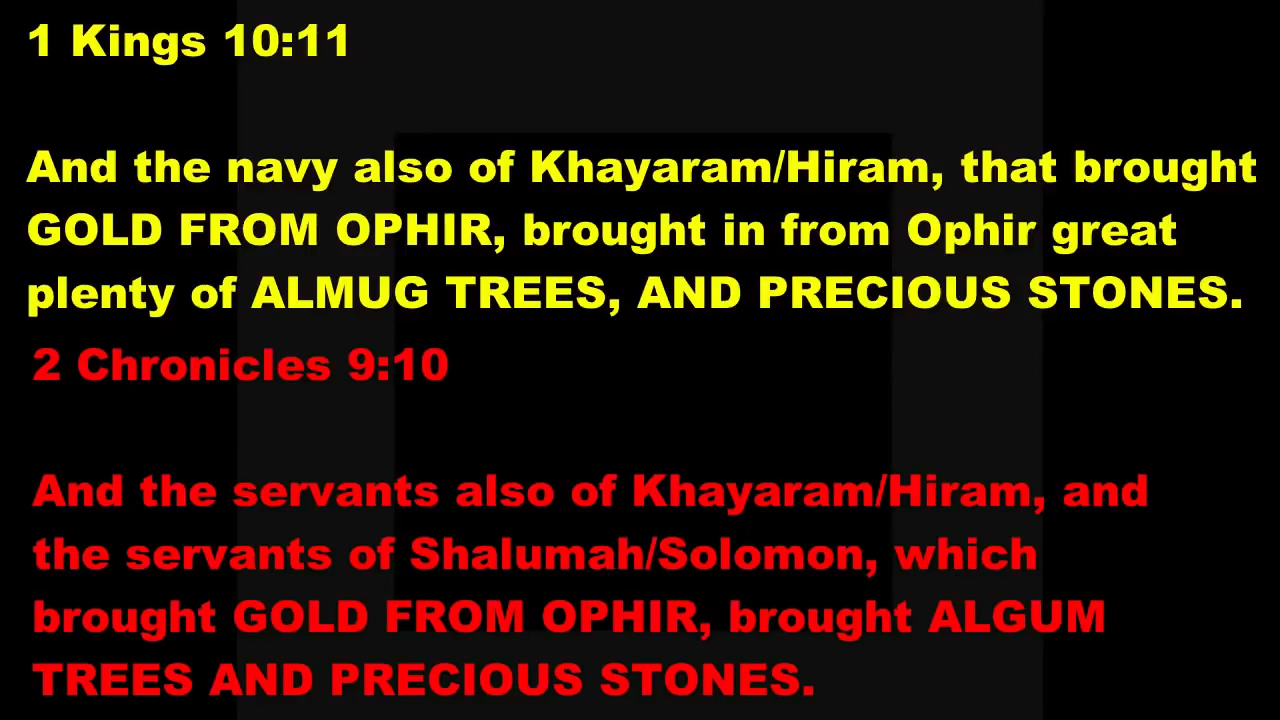 1 Kings 10:11
And the navy also of Khayaram/Hiram, that brought
GOLD FROM OPHIR, brought in from Ophir great
plenty of ALMUG TREES, AND PRECIOUS STONES.
2 Chronicles 9:10
And the servants also of Khayaram/Hiram, and
the servants of Shalumah/Solomon, which
brought GOLD FROM OPHIR, brought ALGUM
TREES AND PRECIOUS STONES.